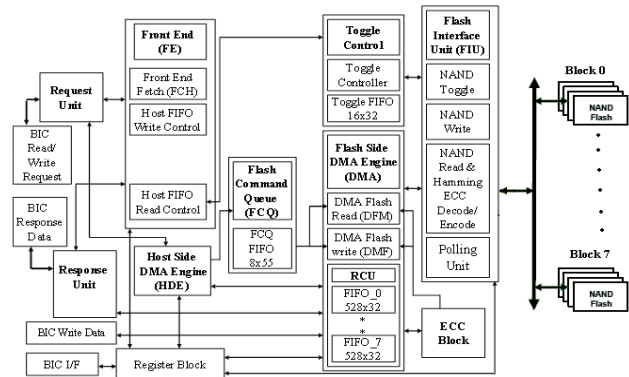 Request
Unit
BIC
Read/
Write
Request
BIC
Response
Data
Response
Unit
BIC Write Data
BIC I/F
Front End
(FE)
Front End
Fetch (FCH)
Host FIFO
Write Control
Host FIFO
Read Control
Host Side
DMA Engine
(HDE)
Register Block
Flash
Command
Queue
(FCQ)
FCQ
FIFO
8x55
Toggle
Control
Toggle
Controller
Toggle FIFO
16x32
Flash Side
DMA Engine
(DMA)
DMA Flash
Read (DFM)
DMA Flash
write (DMF)
RCU
FIFO_0
528x32
*
*
FIFO_7
528x32
Flash
Interface
Unit (FIU)
NAND
Toggle
NAND
Write
NAND
Read &
Hamming
ECC
Decode/
Encode
Polling
Unit
ECC
Block
Block 0
NAND
Flash
Block 7
NAND
Flash